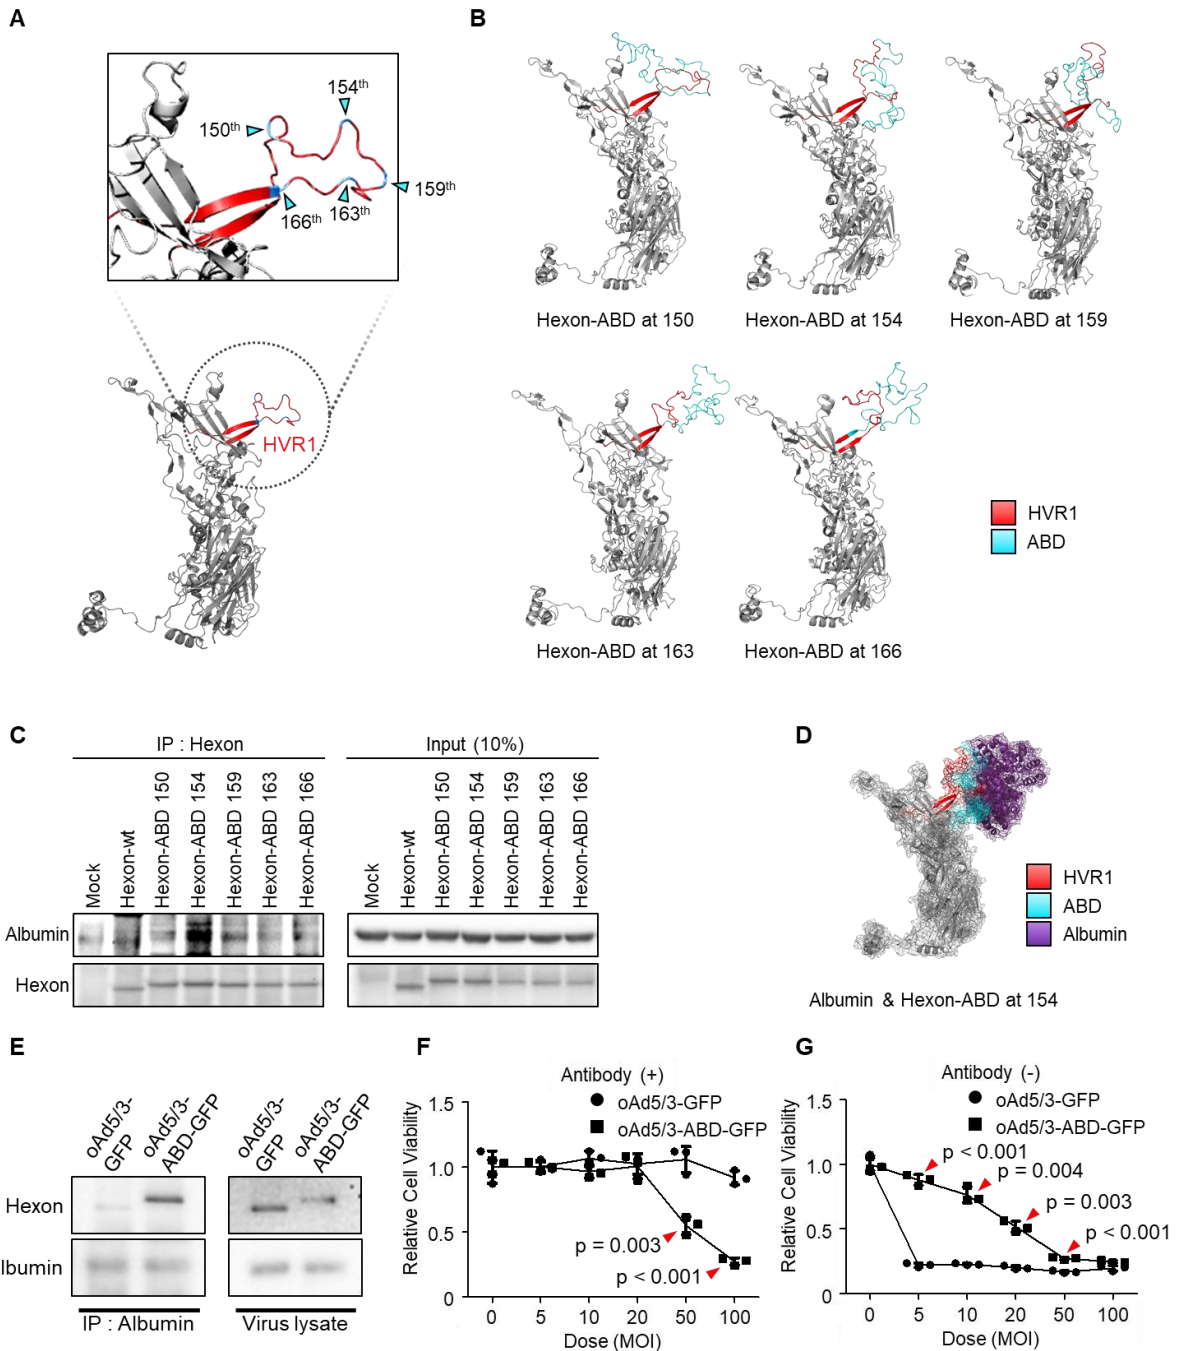 A
B
154th
150th
159th
166th
163th
HVR1
Hexon-ABD at 150
Hexon-ABD at 154
Hexon-ABD at 159
Hexon-ABD at 163
Hexon-ABD at 166
HVR1
ABD
C
IP : Hexon
Input (10%)
Mock
Hexon-wt
Hexon-ABD 150
Hexon-ABD 154
Hexon-ABD 159
Hexon-ABD 163
Hexon-ABD 166
Mock
Hexon-wt
Hexon-ABD 150
Hexon-ABD 154
Hexon-ABD 159
Hexon-ABD 163
Hexon-ABD 166
Albumin
Hexon
D
HVR1
ABD
Albumin
Albumin & Hexon-ABD at 154
E
oAd5/3-
GFP
oAd5/3-
ABD-GFP
oAd5/3-
GFP
oAd5/3-
ABD-GFP
Hexon
lbumin
IP : Albumin
Virus lysate
F
Antibody (+)
oAd5/3-GFP
oAd5/3-ABD-GFP
Relative Cell Viability
1.5
1.0
0.5
0
p = 0.003
p < 0.001
0 5 10 20 50 100
Dose (MOI)
G
Antibody (-)
oAd5/3-GFP
oAd5/3-ABD-GFP
Relative Cell Viability
1.5
1.0
0.5
0
p < 0.001
p = 0.004
p = 0.003
p < 0.001
0 5 10 20 50 100
Dose (MOI)